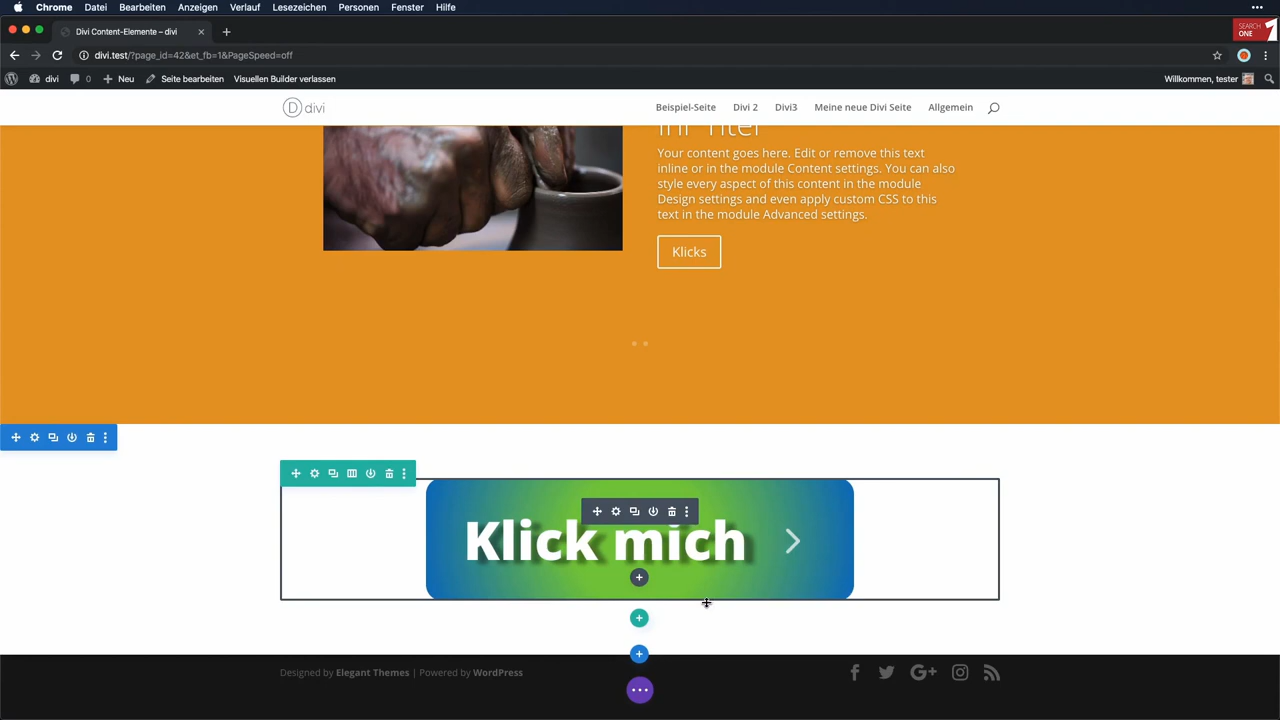 Chrome Datei Bearbeiten Anzeigen Verlauf Lesezeichen Personen Fenster Hilfe
Divi Content-Elemente – divi
SEARCH ONE 1
divi.test/?page_id=42&et_fb=1&PageSpeed=off
divi 0 Neu Seite bearbeiten Visuellen Builder verlassen Willkommen, tester
D divi Beispiel-Seite Divi 2 Divi3 Meine neue Divi Seite Allgemein
Ihr Titel
Your content goes here. Edit or remove this text
inline or in the module Content settings. You can also
style every aspect of this content in the module
Design settings and even apply custom CSS to this
text in the module Advanced settings.
Klicks
Klick mich
Designed by Elegant Themes | Powered by WordPress